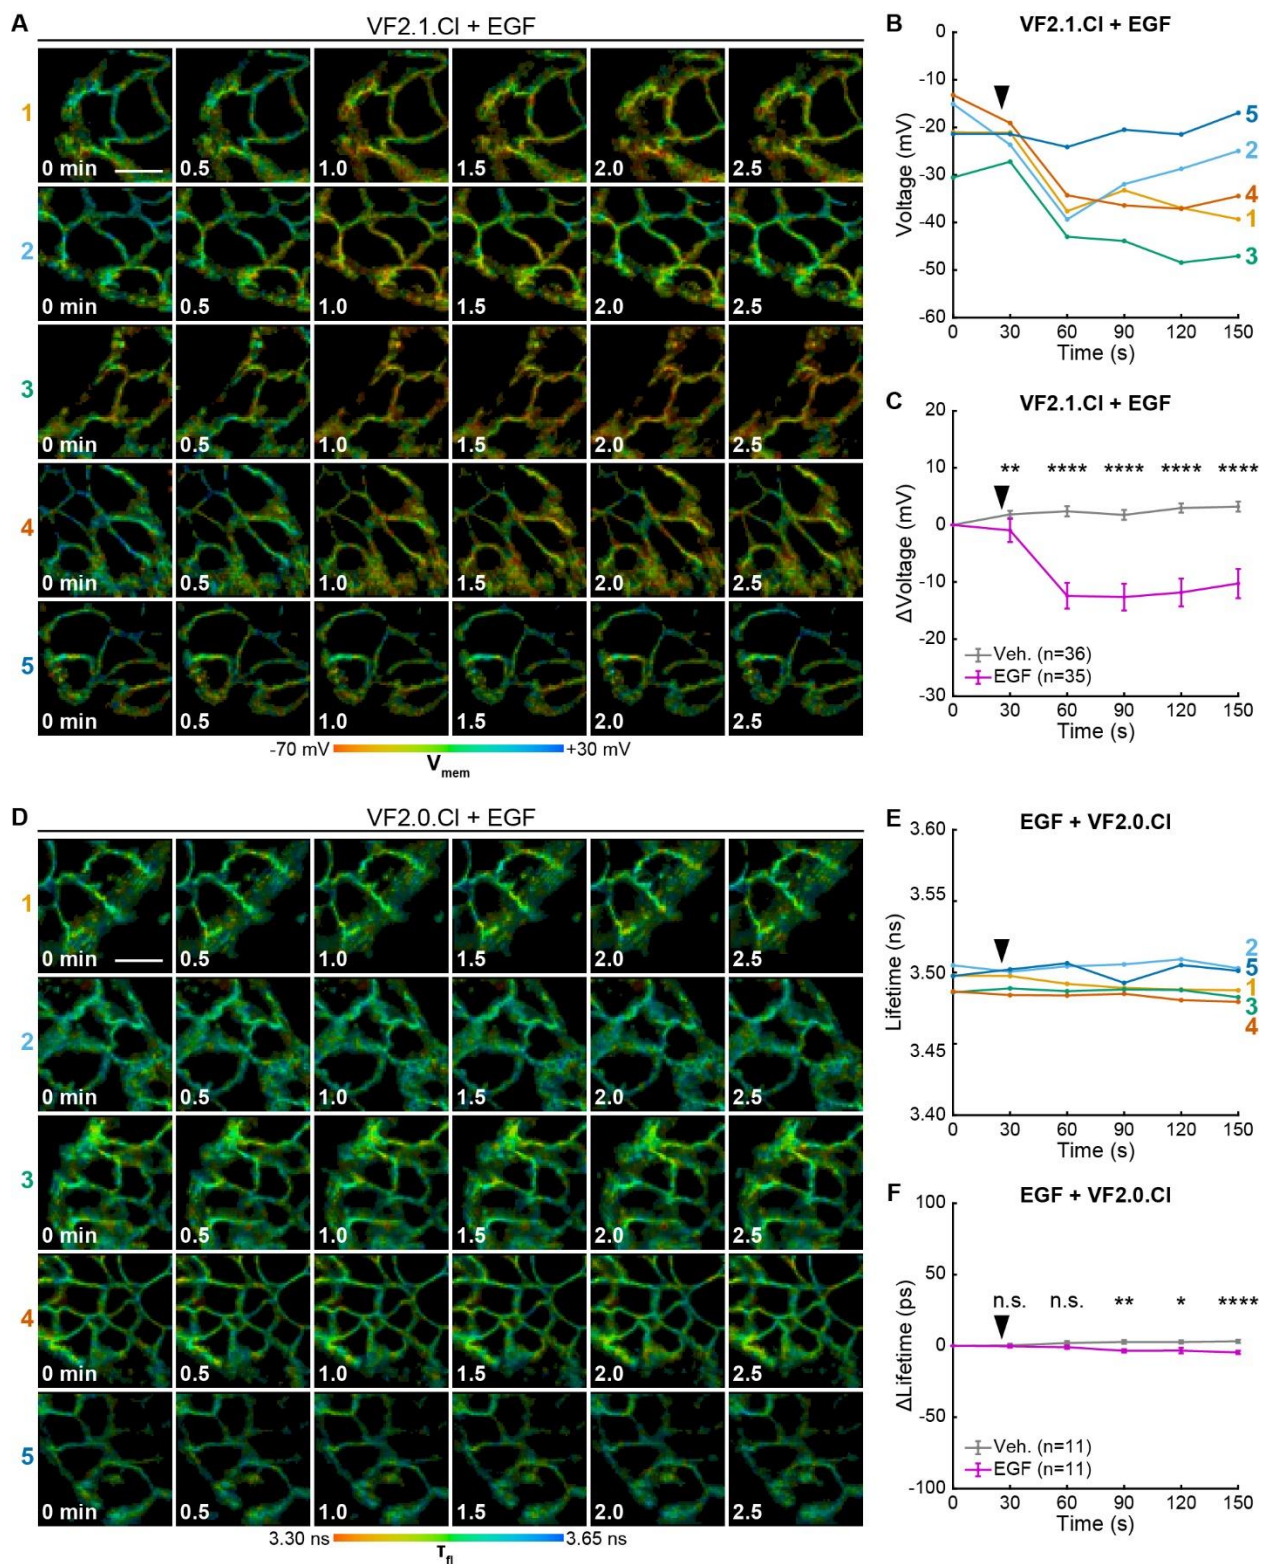 A
VF2.1.Cl + EGF
1
0 min 0.5 1.0 1.5 2.0 2.5
2
0 min 0.5 1.0 1.5 2.0 2.5
3
0 min 0.5 1.0 1.5 2.0 2.5
4
0 min 0.5 1.0 1.5 2.0 2.5
5
0 min 0.5 1.0 1.5 2.0 2.5
-70 mV +30 mV
Vmem
B
VF2.1.Cl + EGF
0
-10
-20
-30
-40
-50
-60
Voltage (mV)
5
2
4
1
3
0 30 60 90 120 150
Time (s)
C
VF2.1.Cl + EGF
20
10
0
-10
-20
-30
ΔVoltage (mV)
** **** **** **** ****
Veh. (n=36)
EGF (n=35)
0 30 60 90 120 150
Time (s)
D
VF2.0.Cl + EGF
1
0 min 0.5 1.0 1.5 2.0 2.5
2
0 min 0.5 1.0 1.5 2.0 2.5
3
0 min 0.5 1.0 1.5 2.0 2.5
4
0 min 0.5 1.0 1.5 2.0 2.5
5
0 min 0.5 1.0 1.5 2.0 2.5
3.30 ns 3.65 ns
τfl
E
EGF + VF2.0.Cl
3.60
3.55
3.50
3.45
3.40
Lifetime (ns)
2
5
1
3
4
0 30 60 90 120 150
Time (s)
F
EGF + VF2.0.Cl
100
50
0
-50
-100
ΔLifetime (ps)
n.s. n.s. ** * ****
Veh. (n=11)
EGF (n=11)
0 30 60 90 120 150
Time (s)